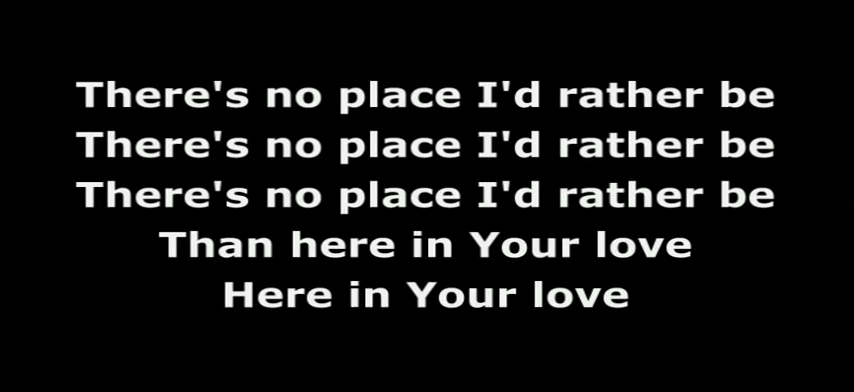 There's no place I'd rather be
There's no place I'd rather be
There's no place I'd rather be
Than here in Your love
Here in Your love